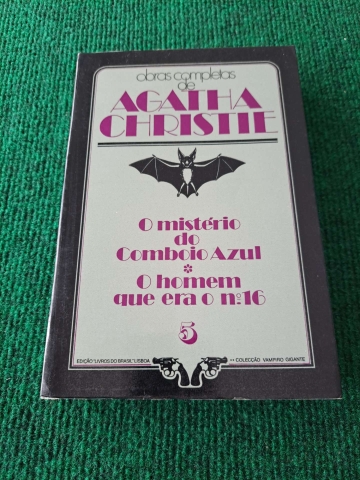 obras completas
de
AGATHA
CHRISTIE
O mistério
do
Comboio Azul
*
O homem
que era o nº16
5
EDIÇÃO "LIVROS DO BRASIL" LISBOA
** COLECÇÃO VAMPIRO GIGANTE